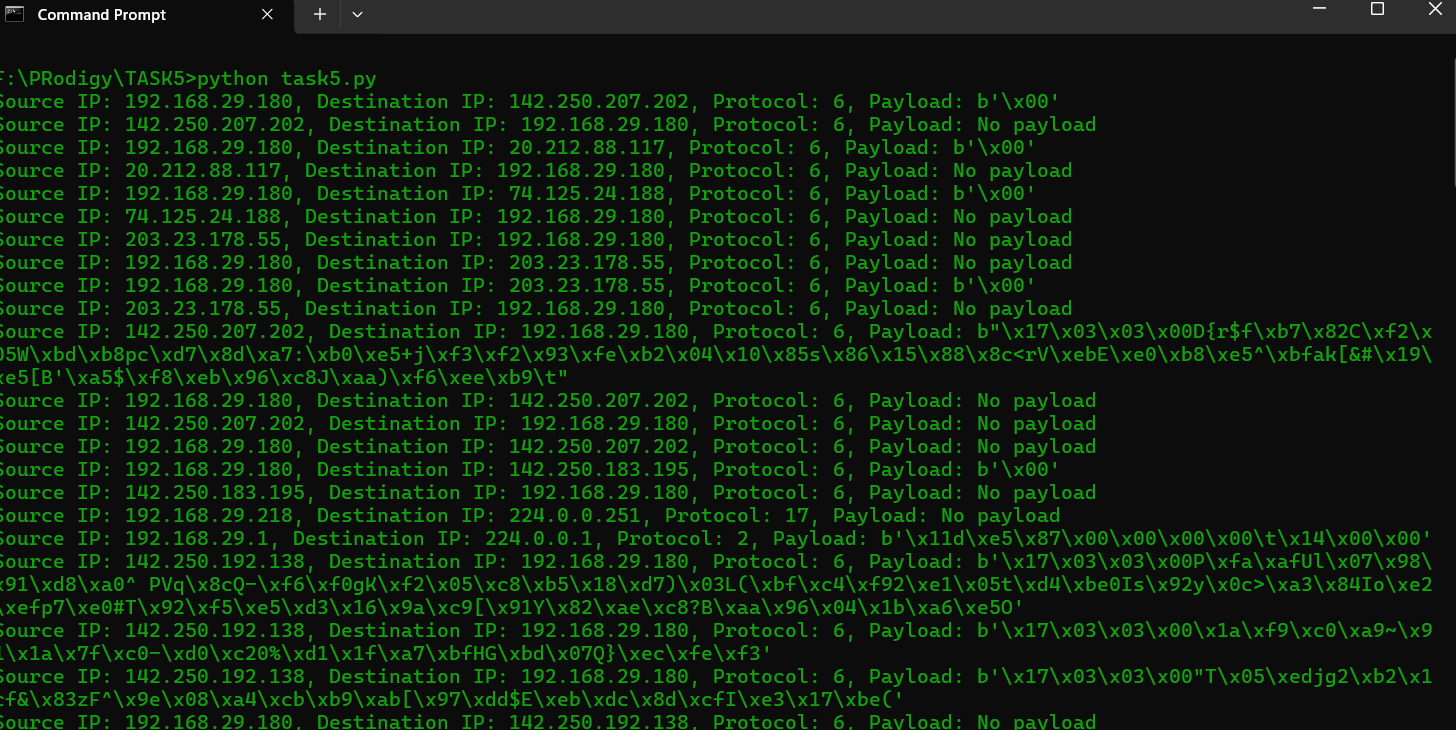 Command Prompt
F:\PRodigy\TASK5>python task5.py
Source IP: 192.168.29.180, Destination IP: 142.250.207.202, Protocol: 6, Payload: b'\x00'
Source IP: 142.250.207.202, Destination IP: 192.168.29.180, Protocol: 6, Payload: No payload
Source IP: 192.168.29.180, Destination IP: 20.212.88.117, Protocol: 6, Payload: b'\x00'
Source IP: 20.212.88.117, Destination IP: 192.168.29.180, Protocol: 6, Payload: No payload
Source IP: 192.168.29.180, Destination IP: 74.125.24.188, Protocol: 6, Payload: b'\x00'
Source IP: 74.125.24.188, Destination IP: 192.168.29.180, Protocol: 6, Payload: No payload
Source IP: 203.23.178.55, Destination IP: 192.168.29.180, Protocol: 6, Payload: No payload
Source IP: 192.168.29.180, Destination IP: 203.23.178.55, Protocol: 6, Payload: No payload
Source IP: 192.168.29.180, Destination IP: 203.23.178.55, Protocol: 6, Payload: b'\x00'
Source IP: 203.23.178.55, Destination IP: 192.168.29.180, Protocol: 6, Payload: No payload
Source IP: 142.250.207.202, Destination IP: 192.168.29.180, Protocol: 6, Payload: b"\x17\x03\x03\x00D{r$f\xb7\x82C\xf2\x
05W\xbd\xb8pc\xd7\x8d\xa7:\xb0\xe5+j\xf3\xf2\x93\xfe\xb2\x04\x10\x85s\x86\x15\x88\x8c<rV\xebE\xe0\xb8\xe5^\xbfak[&#\x19\
xe5[B'\xa5$\xf8\xeb\x96\xc8J\xaa)\xf6\xee\xb9\t"
Source IP: 192.168.29.180, Destination IP: 142.250.207.202, Protocol: 6, Payload: No payload
Source IP: 142.250.207.202, Destination IP: 192.168.29.180, Protocol: 6, Payload: No payload
Source IP: 192.168.29.180, Destination IP: 142.250.207.202, Protocol: 6, Payload: No payload
Source IP: 192.168.29.180, Destination IP: 142.250.183.195, Protocol: 6, Payload: b'\x00'
Source IP: 142.250.183.195, Destination IP: 192.168.29.180, Protocol: 6, Payload: No payload
Source IP: 192.168.29.218, Destination IP: 224.0.0.251, Protocol: 17, Payload: No payload
Source IP: 192.168.29.1, Destination IP: 224.0.0.1, Protocol: 2, Payload: b'\x11d\xe5\x87\x00\x00\x00\x00\t\x14\x00\x00'
Source IP: 142.250.192.138, Destination IP: 192.168.29.180, Protocol: 6, Payload: b'\x17\x03\x03\x00P\xfa\xafUl\x07\x98\
x91\xd8\xa0^ PVq\x8cQ-\xf6\xf0gK\xf2\x05\xc8\xb5\x18\xd7)\x03L(\xbf\xc4\xf92\xe1\x05t\xd4\xbe0Is\x92y\x0c>\xa3\x84Io\xe2
\xefp7\xe0#T\x92\xf5\xe5\xd3\x16\x9a\xc9[\x91Y\x82\xae\xc8?B\xaa\x96\x04\x1b\xa6\xe5O'
Source IP: 142.250.192.138, Destination IP: 192.168.29.180, Protocol: 6, Payload: b'\x17\x03\x03\x00\x1a\xf9\xc0\xa9~\x9
1\x1a\x7f\xc0-\xd0\xc20%\xd1\x1f\xa7\xbfHG\xbd\x07Q}\xec\xfe\xf3'
Source IP: 142.250.192.138, Destination IP: 192.168.29.180, Protocol: 6, Payload: b'\x17\x03\x03\x00"T\x05\xedjg2\xb2\x1
cf&\x83zF^\x9e\x08\xa4\xcb\xb9\xab[\x97\xdd$E\xeb\xdc\x8d\xcfI\xe3\x17\xbe('
Source IP: 192.168.29.180, Destination IP: 142.250.192.138, Protocol: 6, Payload: No payload